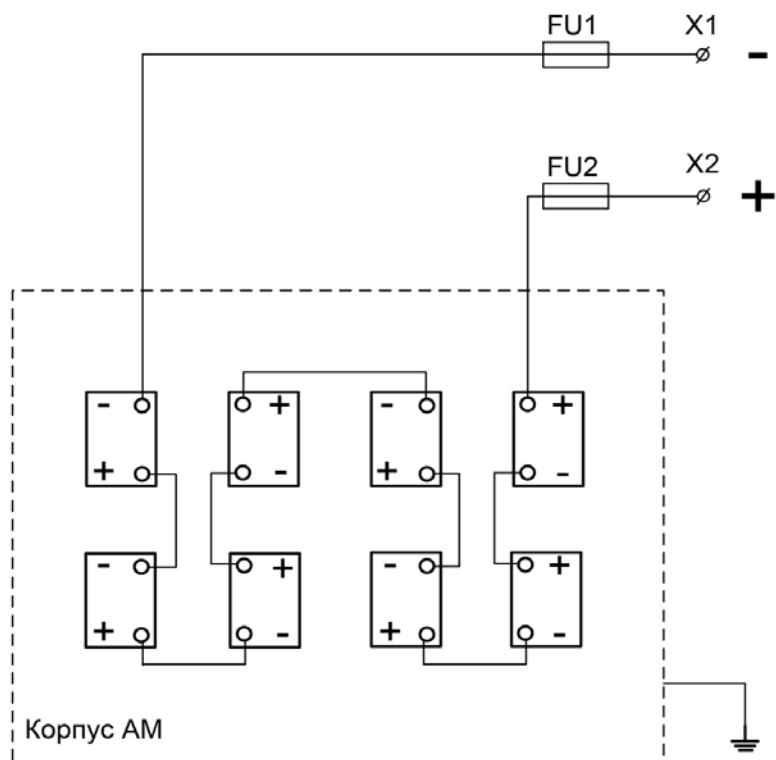 FU1 X1 -
FU2 X2 +
- + - +
+ - + -
- + - +
+ - + -
Корпус АМ